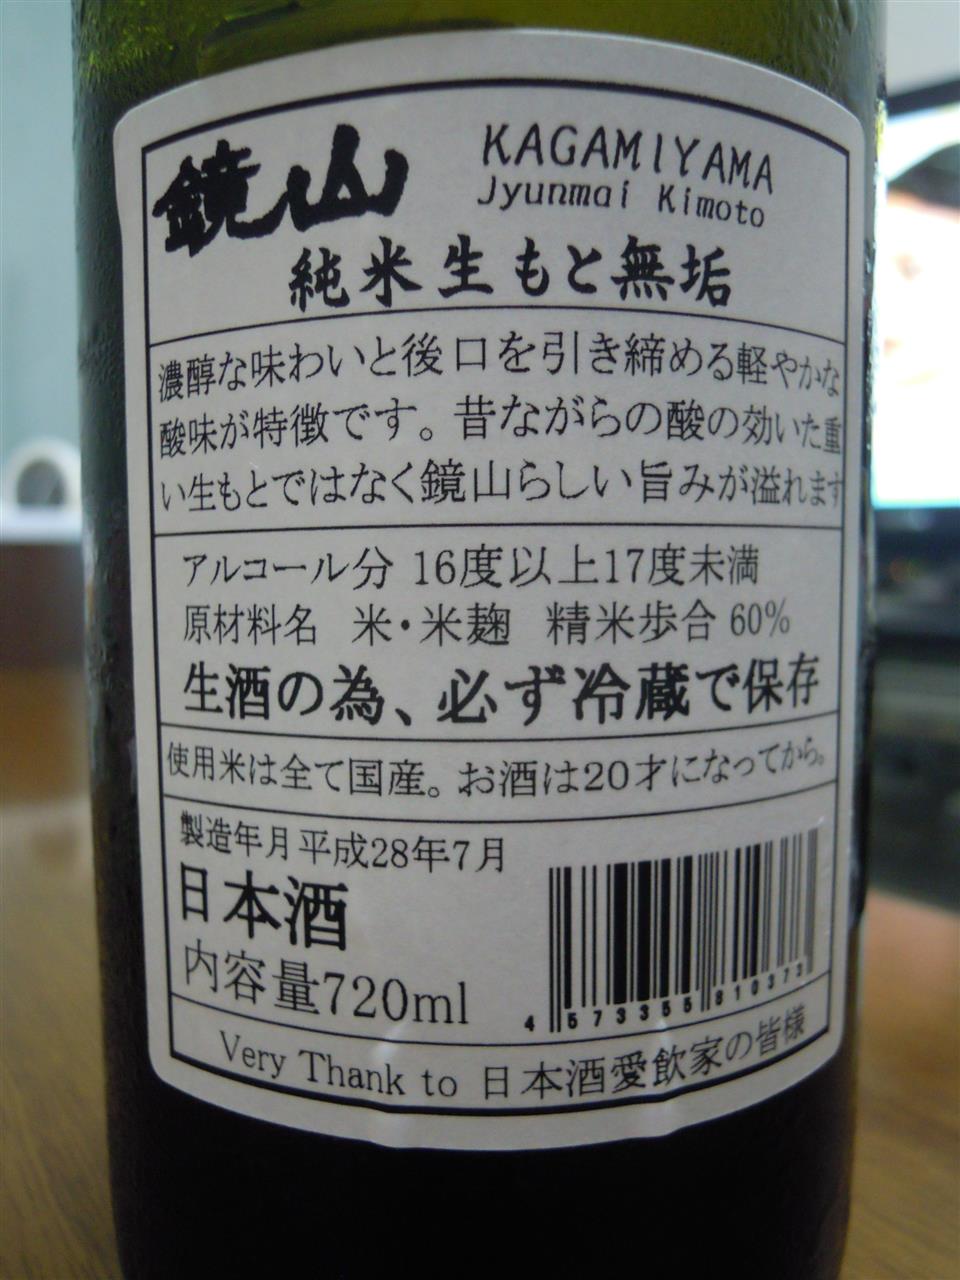 鏡山
KAGAMIYAMA
Jyunmai Kimoto
純米生もと無垢
濃醇な味わいと後口を引き締める軽やかな
酸味が特徴です。昔ながらの酸の効いた重
い生もとではなく鏡山らしい旨みが溢れます
アルコール分 16度以上17度未満
原材料名 米・米麹 精米歩合 60%
生酒の為、必ず冷蔵で保存
使用米は全て国産。お酒は20才になってから。
製造年月平成28年7月
日本酒
内容量720ml
4 573355 810373
Very Thank to 日本酒愛飲家の皆様